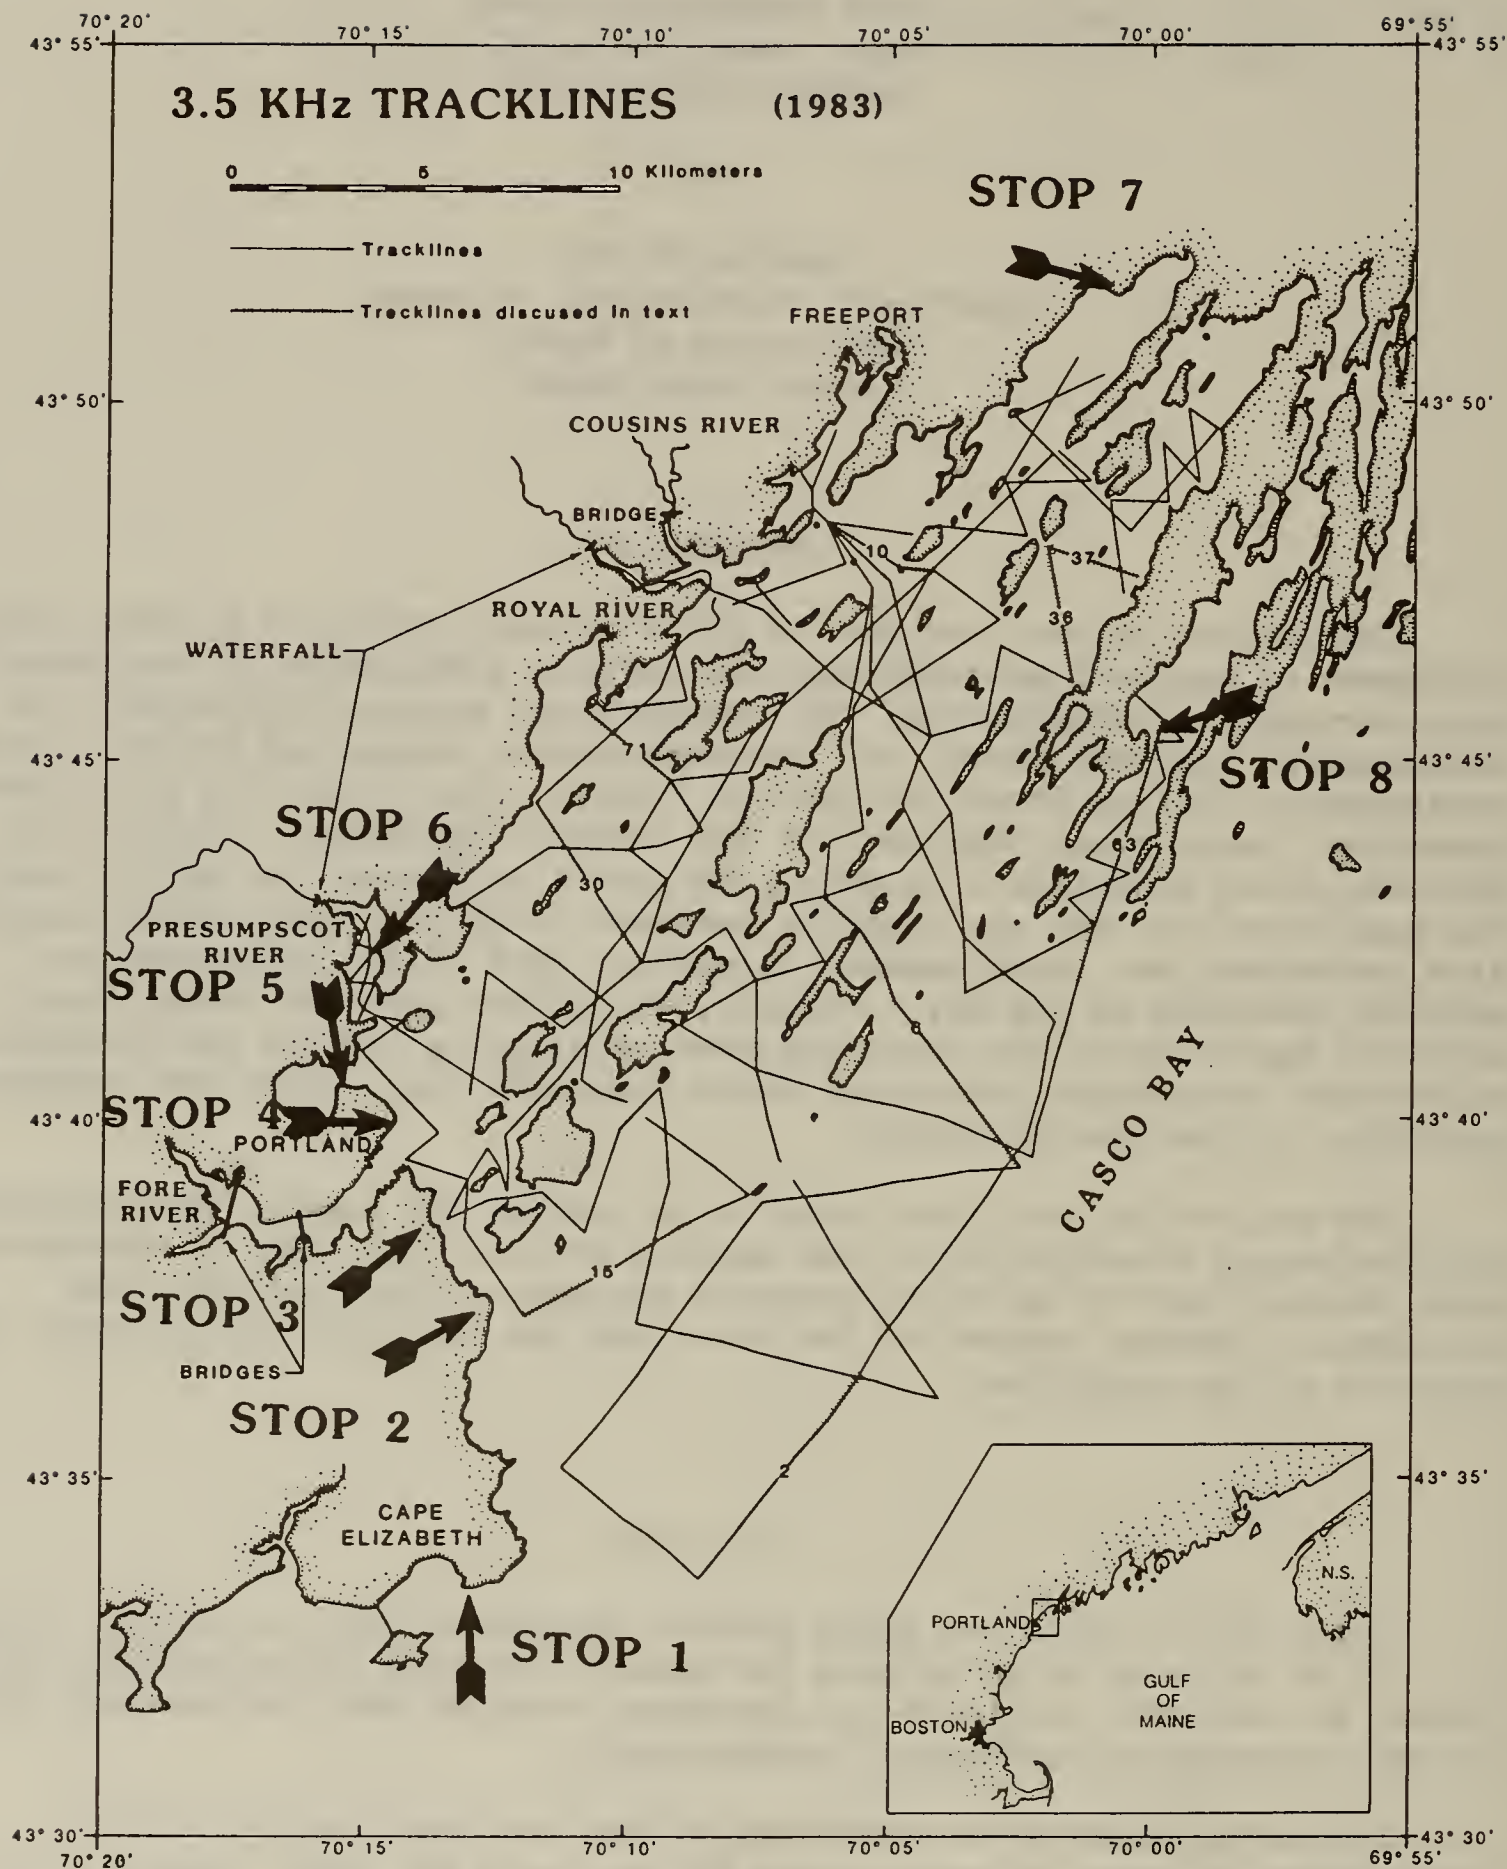 70° 20'
70° 15'
70° 10'
70° 05'
70° 00'
69° 55'
43° 55'
43° 55'
3.5 KHz TRACKLINES (1983)
0 5 10 Kilometers
Tracklines
Trecklines discused in text
STOP 7
FREEPORT
43° 50'
43° 50'
COUSINS RIVER
BRIDGE
10
37
ROYAL RIVER
36
WATERFALL
71
43° 45'
43° 45'
STOP 8
STOP 6
63
30
PRESUMPSCOT
RIVER
STOP 5
6
CASCO BAY
STOP 4
43° 40'
43° 40'
PORTLAND
FORE
RIVER
15
STOP 3
BRIDGES
STOP 2
2
43° 35'
43° 35'
CAPE
ELIZABETH
N.S.
PORTLAND
STOP 1
GULF
OF
MAINE
BOSTON
43° 30'
43° 30'
70° 20'
70° 15'
70° 10'
70° 05'
70° 00'
69° 55'